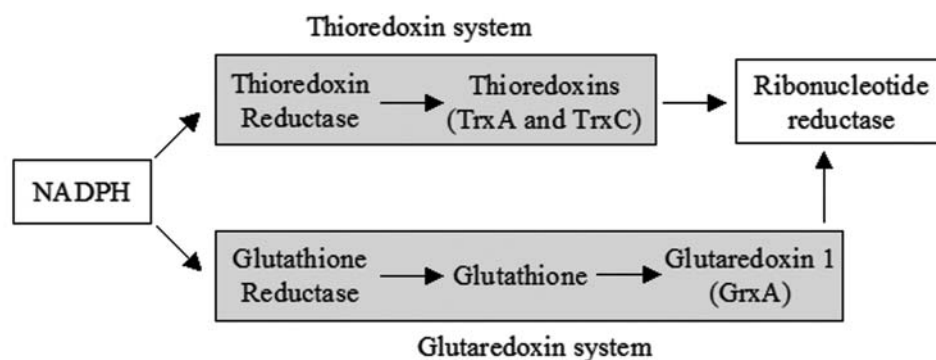 Thioredoxin system
Thioredoxin
Reductase
Thioredoxins
(TrxA and TrxC)
Ribonucleotide
reductase
NADPH
Glutathione
Reductase
Glutathione
Glutaredoxin 1
(GrxA)
Glutaredoxin system